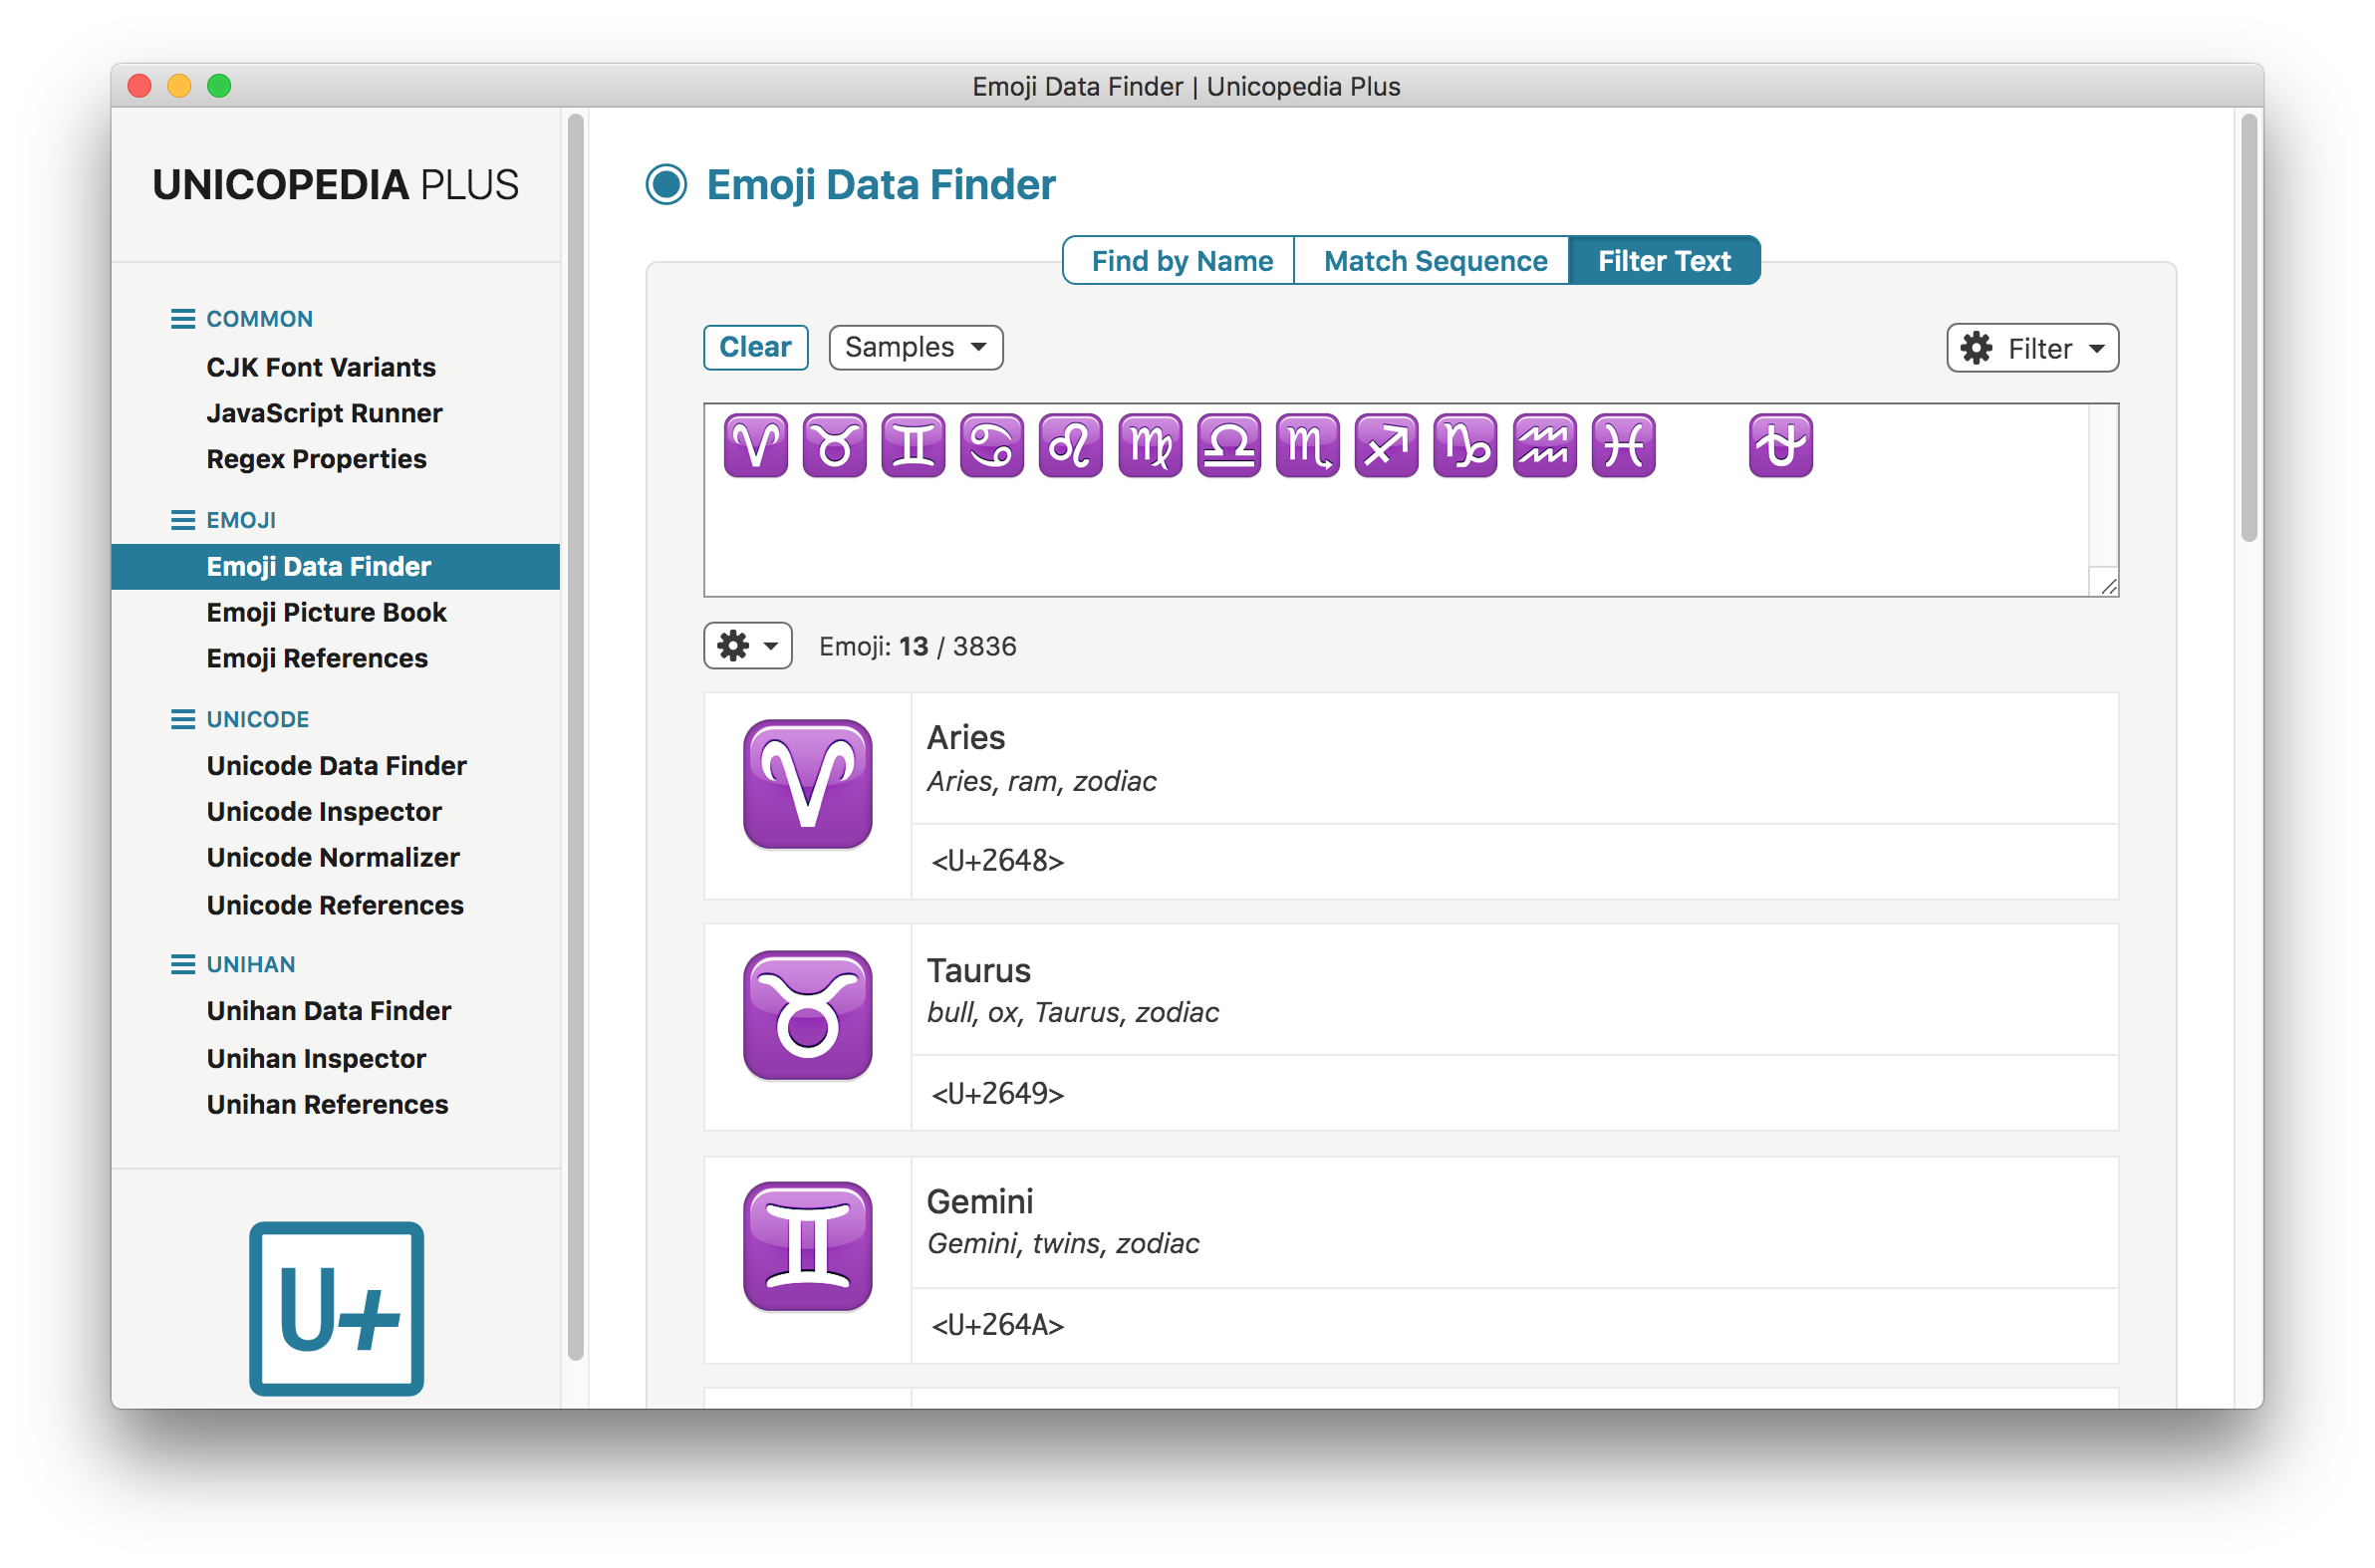 Emoji Data Finder | Unicopedia Plus
UNICOPEDIA PLUS
COMMON
CJK Font Variants
JavaScript Runner
Regex Properties
EMOJI
Emoji Data Finder
Emoji Picture Book
Emoji References
UNICODE
Unicode Data Finder
Unicode Inspector
Unicode Normalizer
Unicode References
UNIHAN
Unihan Data Finder
Unihan Inspector
Unihan References
U+
Emoji Data Finder
Find by Name Match Sequence Filter Text
Clear Samples Filter
♈ ♉ ♊ ♋ ♌ ♍ ♎ ♏ ♐ ♑ ♒ ♓ ⛎
Emoji: 13 / 3836
♈
Aries
Aries, ram, zodiac
<U+2648>
♉
Taurus
bull, ox, Taurus, zodiac
<U+2649>
♊
Gemini
Gemini, twins, zodiac
<U+264A>